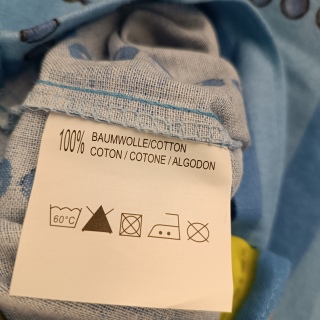 100% BAUMWOLLE/COTTON
COTON / COTONE / ALGODON
60°C